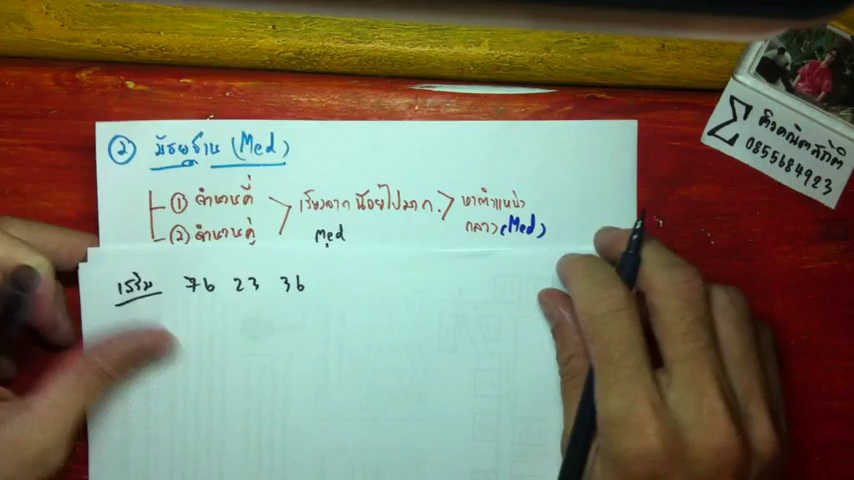 ② มัธยฐาน (Med)
① จำนวนคี่
② จำนวนคู่
เรียงจากน้อยไปมาก
Med
หาตำแหน่ง
กลาง (Med)
เริ่ม 76 23 36
Σ ติวคณิตสถิติ
0855684923